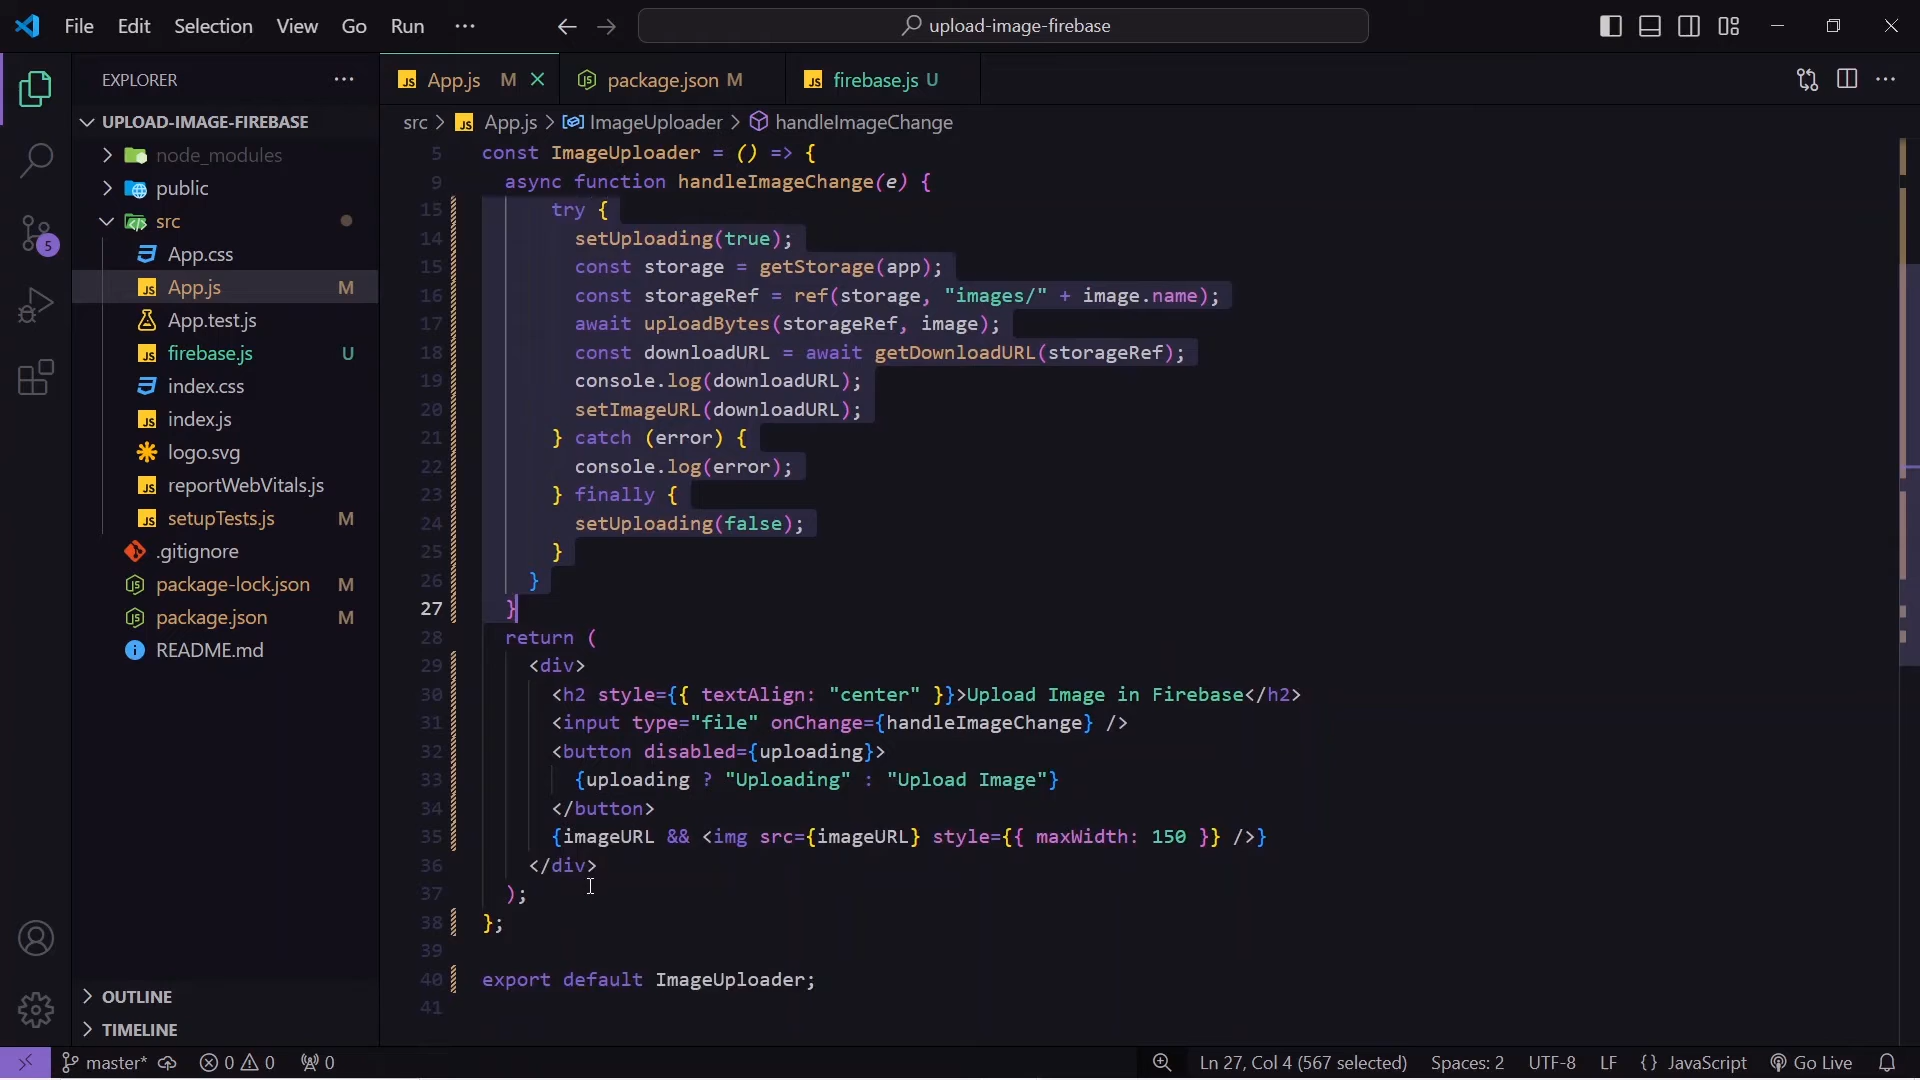 File Edit Selection View Go Run ··· upload-image-firebase
EXPLORER ···
App.js M
package.json M
firebase.js U
UPLOAD-IMAGE-FIREBASE
node_modules
public
src
App.css
App.js M
App.test.js
firebase.js U
index.css
index.js
logo.svg
reportWebVitals.js
setupTests.js M
.gitignore
package-lock.json M
package.json M
README.md
OUTLINE
TIMELINE
5
src > App.js > ImageUploader > handleImageChange
5 const ImageUploader = () => {
9 async function handleImageChange(e) {
15 try {
14 setUploading(true);
15 const storage = getStorage(app);
16 const storageRef = ref(storage, "images/" + image.name);
17 await uploadBytes(storageRef, image);
18 const downloadURL = await getDownloadURL(storageRef);
19 console.log(downloadURL);
20 setImageURL(downloadURL);
21 } catch (error) {
22 console.log(error);
23 } finally {
24 setUploading(false);
25 }
26 }
27 }
28 return (
29 <div>
30 <h2 style={{ textAlign: "center" }}>Upload Image in Firebase</h2>
31 <input type="file" onChange={handleImageChange} />
32 <button disabled={uploading}>
33 {uploading ? "Uploading" : "Upload Image"}
34 </button>
35 {imageURL && <img src={imageURL} style={{ maxWidth: 150 }} />}
36 </div>
37 );
38 };
39
40 export default ImageUploader;
41
master* 0 0 0 Ln 27, Col 4 (567 selected) Spaces: 2 UTF-8 LF {} JavaScript Go Live